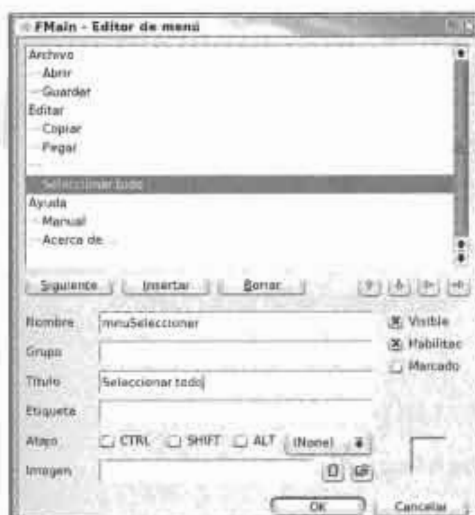 FMain - Editor de menú
Archivo
Abrir
Guardar
Editar
Copiar
Pegar
Seleccionar todo
Ayuda
Manual
Acerca de...
Siguiente
Insertar
Borrar
Nombre
mnuSeleccionar
Visible
Grupo
Habilitac
Título
Seleccionar todo
Marcado
Etiqueta
Atajo
CTRL
SHIFT
ALT
(None)
Imagen
OK
Cancelar